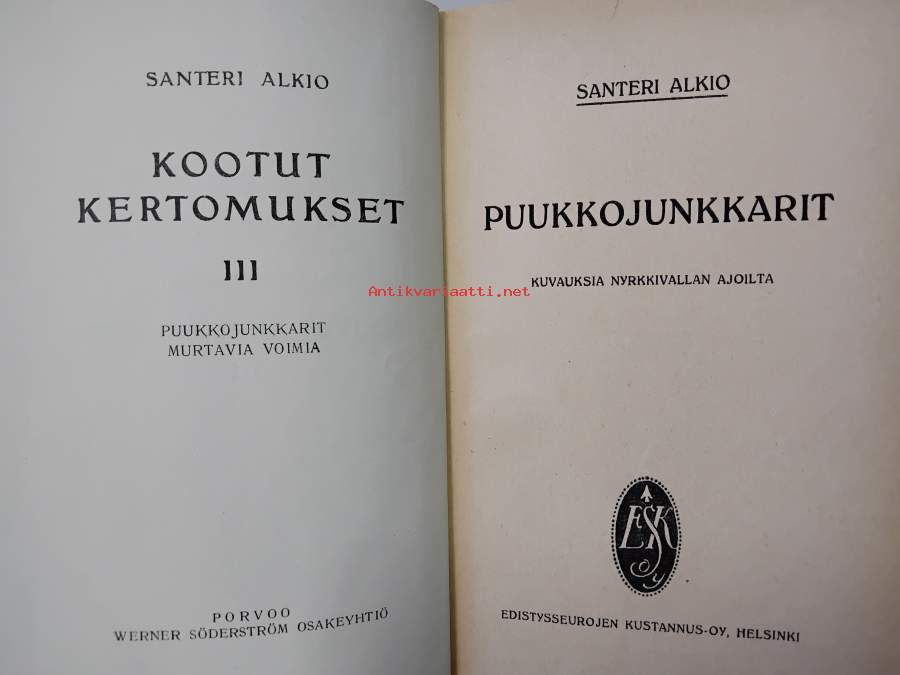 SANTERI ALKIO
KOOTUT
KERTOMUKSET
III
PUUKKOJUNKKARIT
MURTAVIA VOIMIA
PORVOO
WERNER SÖDERSTRÖM OSAKEYHTIÖ
SANTERI ALKIO
PUUKKOJUNKKARIT
KUVAUKSIA NYRKKIVALLAN AJOILTA
ESK
Oy
EDISTYSSEUROJEN KUSTANNUS-OY, HELSINKI
Antikvariaatti.net